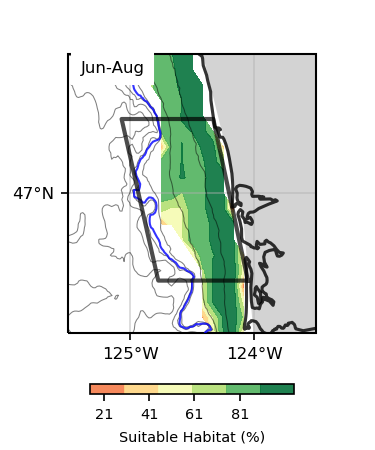 Jun-Aug
47°N
125°W 124°W
21 41 61 81
Suitable Habitat (%)